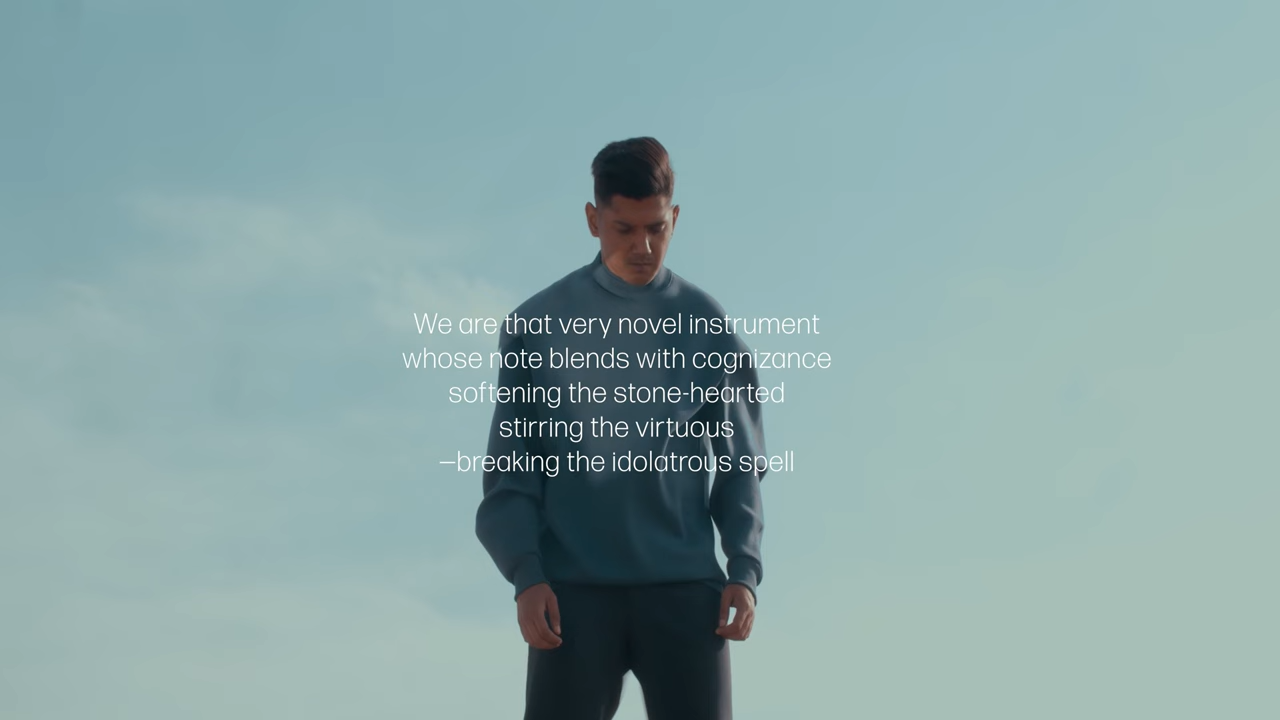 We are that very novel instrument
whose note blends with cognizance
softening the stone-hearted
stirring the virtuous
—breaking the idolatrous spell